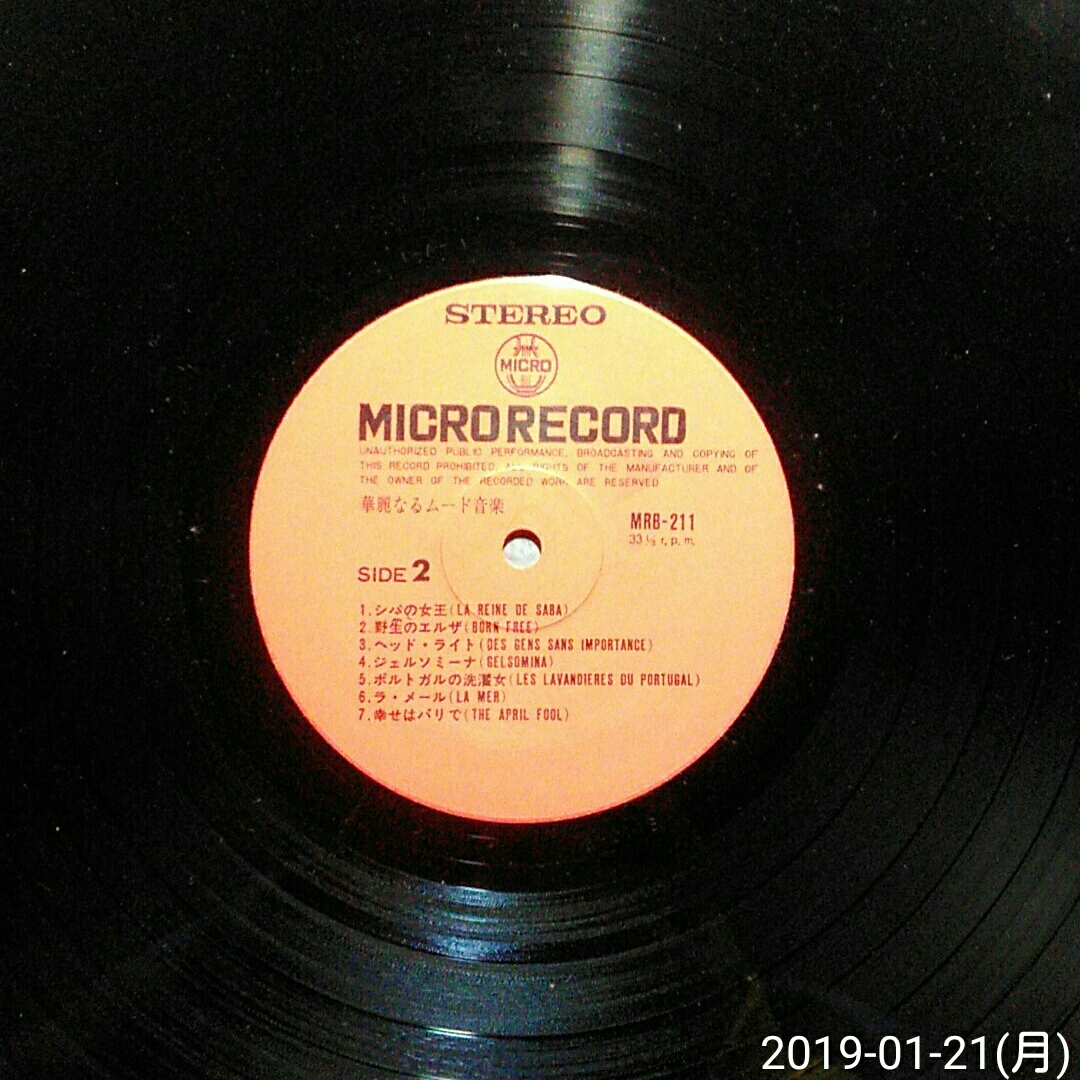 STEREO
MICRO
MICRO RECORD
UNAUTHORIZED PUBLIC PERFORMANCE, BROADCASTING AND COPYING OF
THIS RECORD PROHIBITED. ALL RIGHTS OF THE MANUFACTURER AND OF
THE OWNER OF THE RECORDED WORK ARE RESERVED
華麗なるムード音楽
MRB-211
33⅓ r.p.m.
SIDE 2
1.シバの女王(LA REINE DE SABA)
2.野生のエルザ(BORN FREE)
3.ヘッド・ライト(DES GENS SANS IMPORTANCE)
4.ジェルソミーナ(GELSOMINA)
5.ポルトガルの洗濯女(LES LAVANDIERES DU PORTUGAL)
6.ラ・メール(LA MER)
7.幸せはパリで(THE APRIL FOOL)
2019-01-21(月)